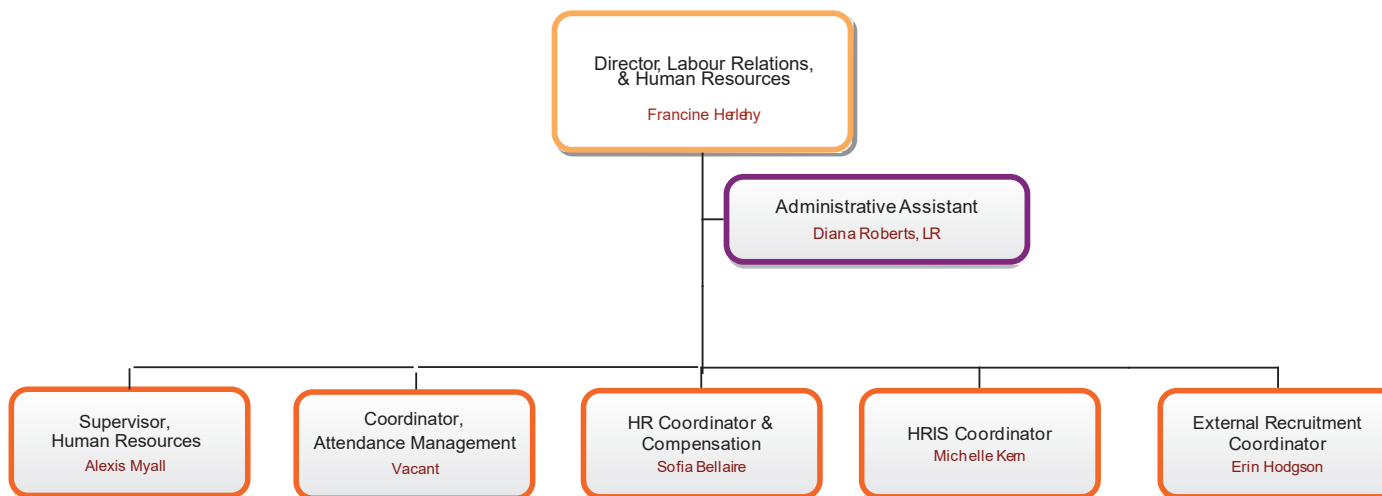 Director, Labour Relations,
& Human Resources
Francine Herlehy
Administrative Assistant
Diana Roberts, LR
Supervisor,
Human Resources
Alexis Myall
Coordinator,
Attendance Management
Vacant
HR Coordinator &
Compensation
Sofia Bellaire
HRIS Coordinator
Michelle Kern
External Recruitment
Coordinator
Erin Hodgson